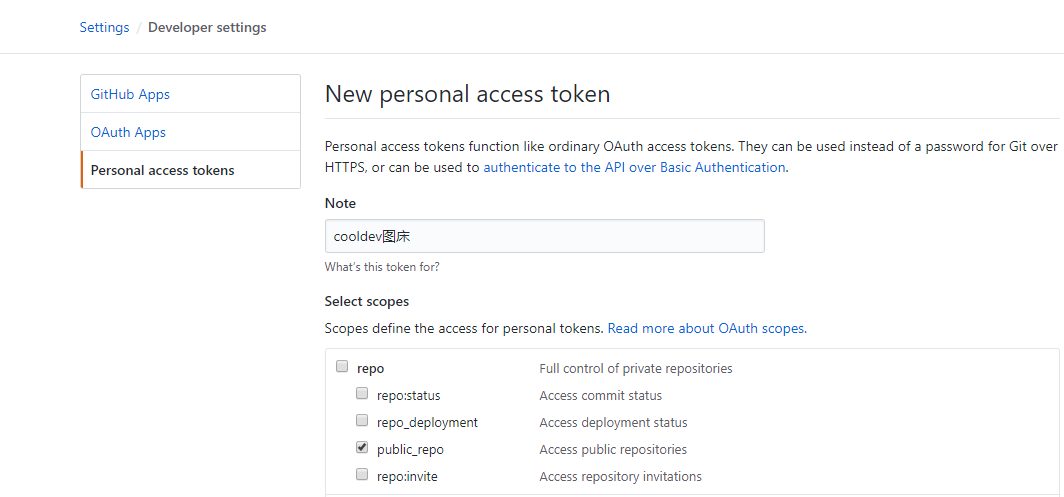 Settings / Developer settings
GitHub Apps
OAuth Apps
Personal access tokens
New personal access token
Personal access tokens function like ordinary OAuth access tokens. They can be used instead of a password for Git over
HTTPS, or can be used to authenticate to the API over Basic Authentication.
Note
cooldev图床
What's this token for?
Select scopes
Scopes define the access for personal tokens. Read more about OAuth scopes.
repo Full control of private repositories
repo:status Access commit status
repo_deployment Access deployment status
public_repo Access public repositories
repo:invite Access repository invitations